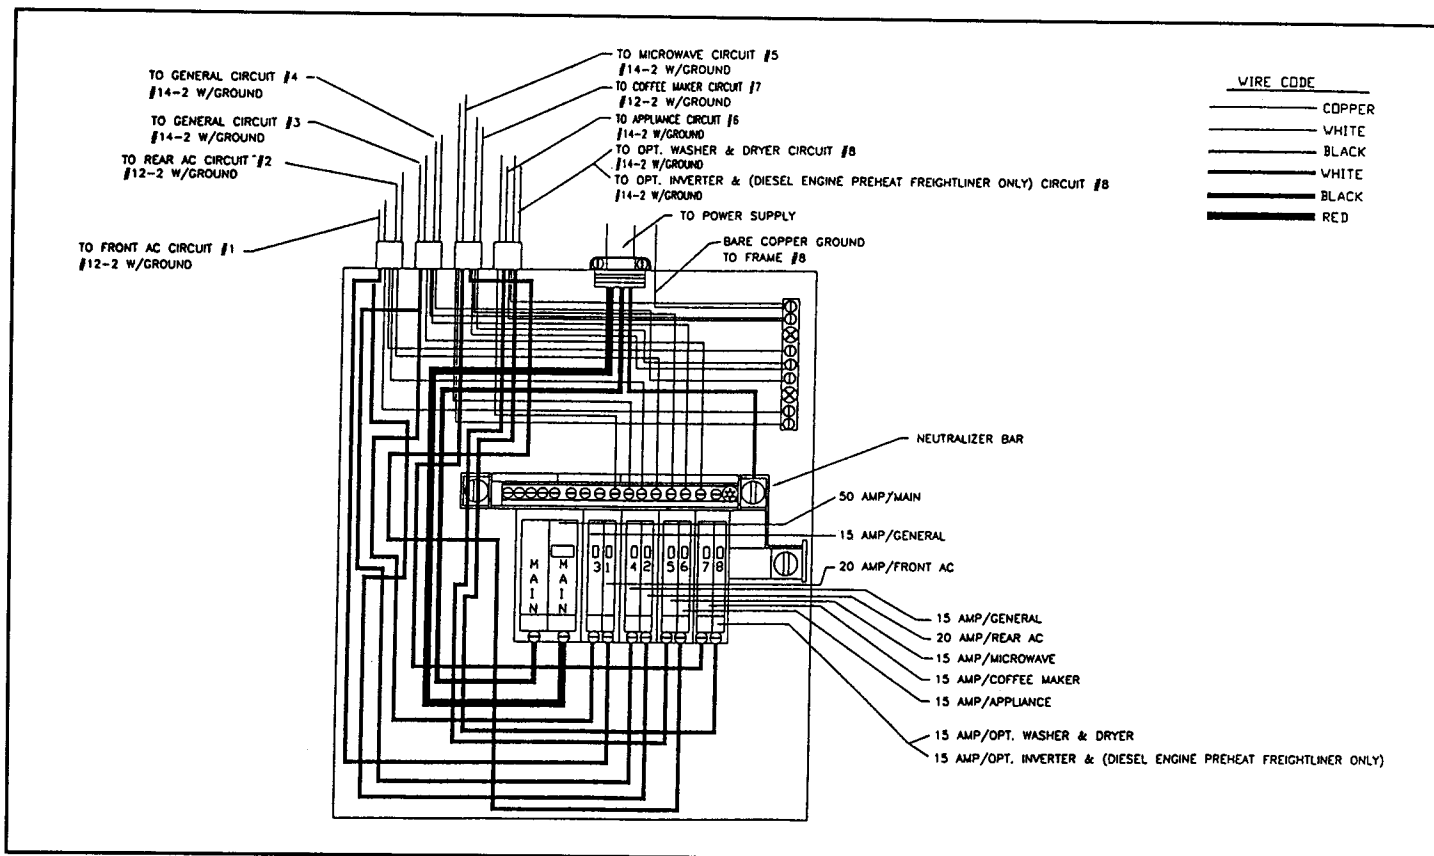 TO GENERAL CIRCUIT #4
#14-2 W/GROUND
TO GENERAL CIRCUIT #3
#14-2 W/GROUND
TO REAR AC CIRCUIT #2
#12-2 W/GROUND
TO FRONT AC CIRCUIT #1
#12-2 W/GROUND
TO MICROWAVE CIRCUIT #5
#14-2 W/GROUND
TO COFFEE MAKER CIRCUIT #7
#12-2 W/GROUND
TO APPLIANCE CIRCUIT #6
#14-2 W/GROUND
TO OPT. WASHER & DRYER CIRCUIT #8
#14-2 W/GROUND
TO OPT. INVERTER & (DIESEL ENGINE PREHEAT FREIGHTLINER ONLY) CIRCUIT #8
#14-2 W/GROUND
TO POWER SUPPLY
BARE COPPER GROUND
TO FRAME #8
WIRE CODE
COPPER
WHITE
BLACK
WHITE
BLACK
RED
NEUTRALIZER BAR
50 AMP/MAIN
15 AMP/GENERAL
20 AMP/FRONT AC
15 AMP/GENERAL
20 AMP/REAR AC
15 AMP/MICROWAVE
15 AMP/COFFEE MAKER
15 AMP/APPLIANCE
15 AMP/OPT. WASHER & DRYER
15 AMP/OPT. INVERTER & (DIESEL ENGINE PREHEAT FREIGHTLINER ONLY)
MAIN
MAIN
3 1 4 2 5 6 7 8